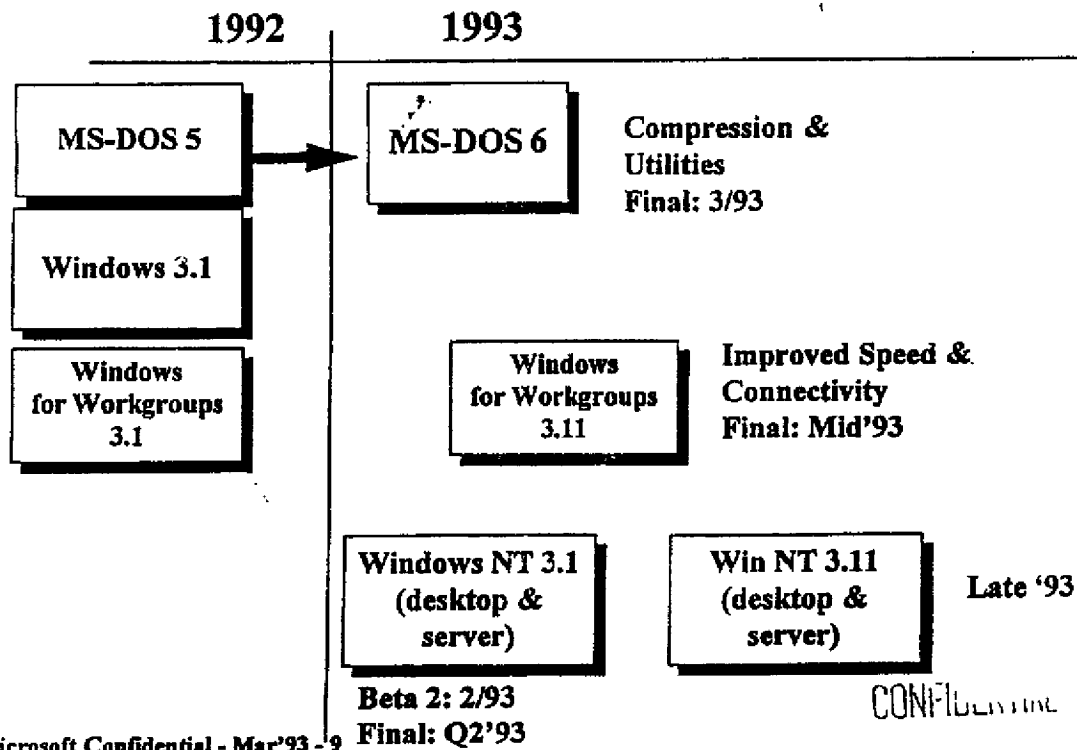 1992
1993
MS-DOS 5
MS-DOS 6
Compression &
Utilities
Final: 3/93
Windows 3.1
Windows
for Workgroups
3.1
Windows
for Workgroups
3.11
Improved Speed &
Connectivity
Final: Mid'93
Windows NT 3.1
(desktop &
server)
Win NT 3.11
(desktop &
server)
Late '93
Beta 2: 2/93
Final: Q2'93
icrosoft Confidential - Mar'93 - 9